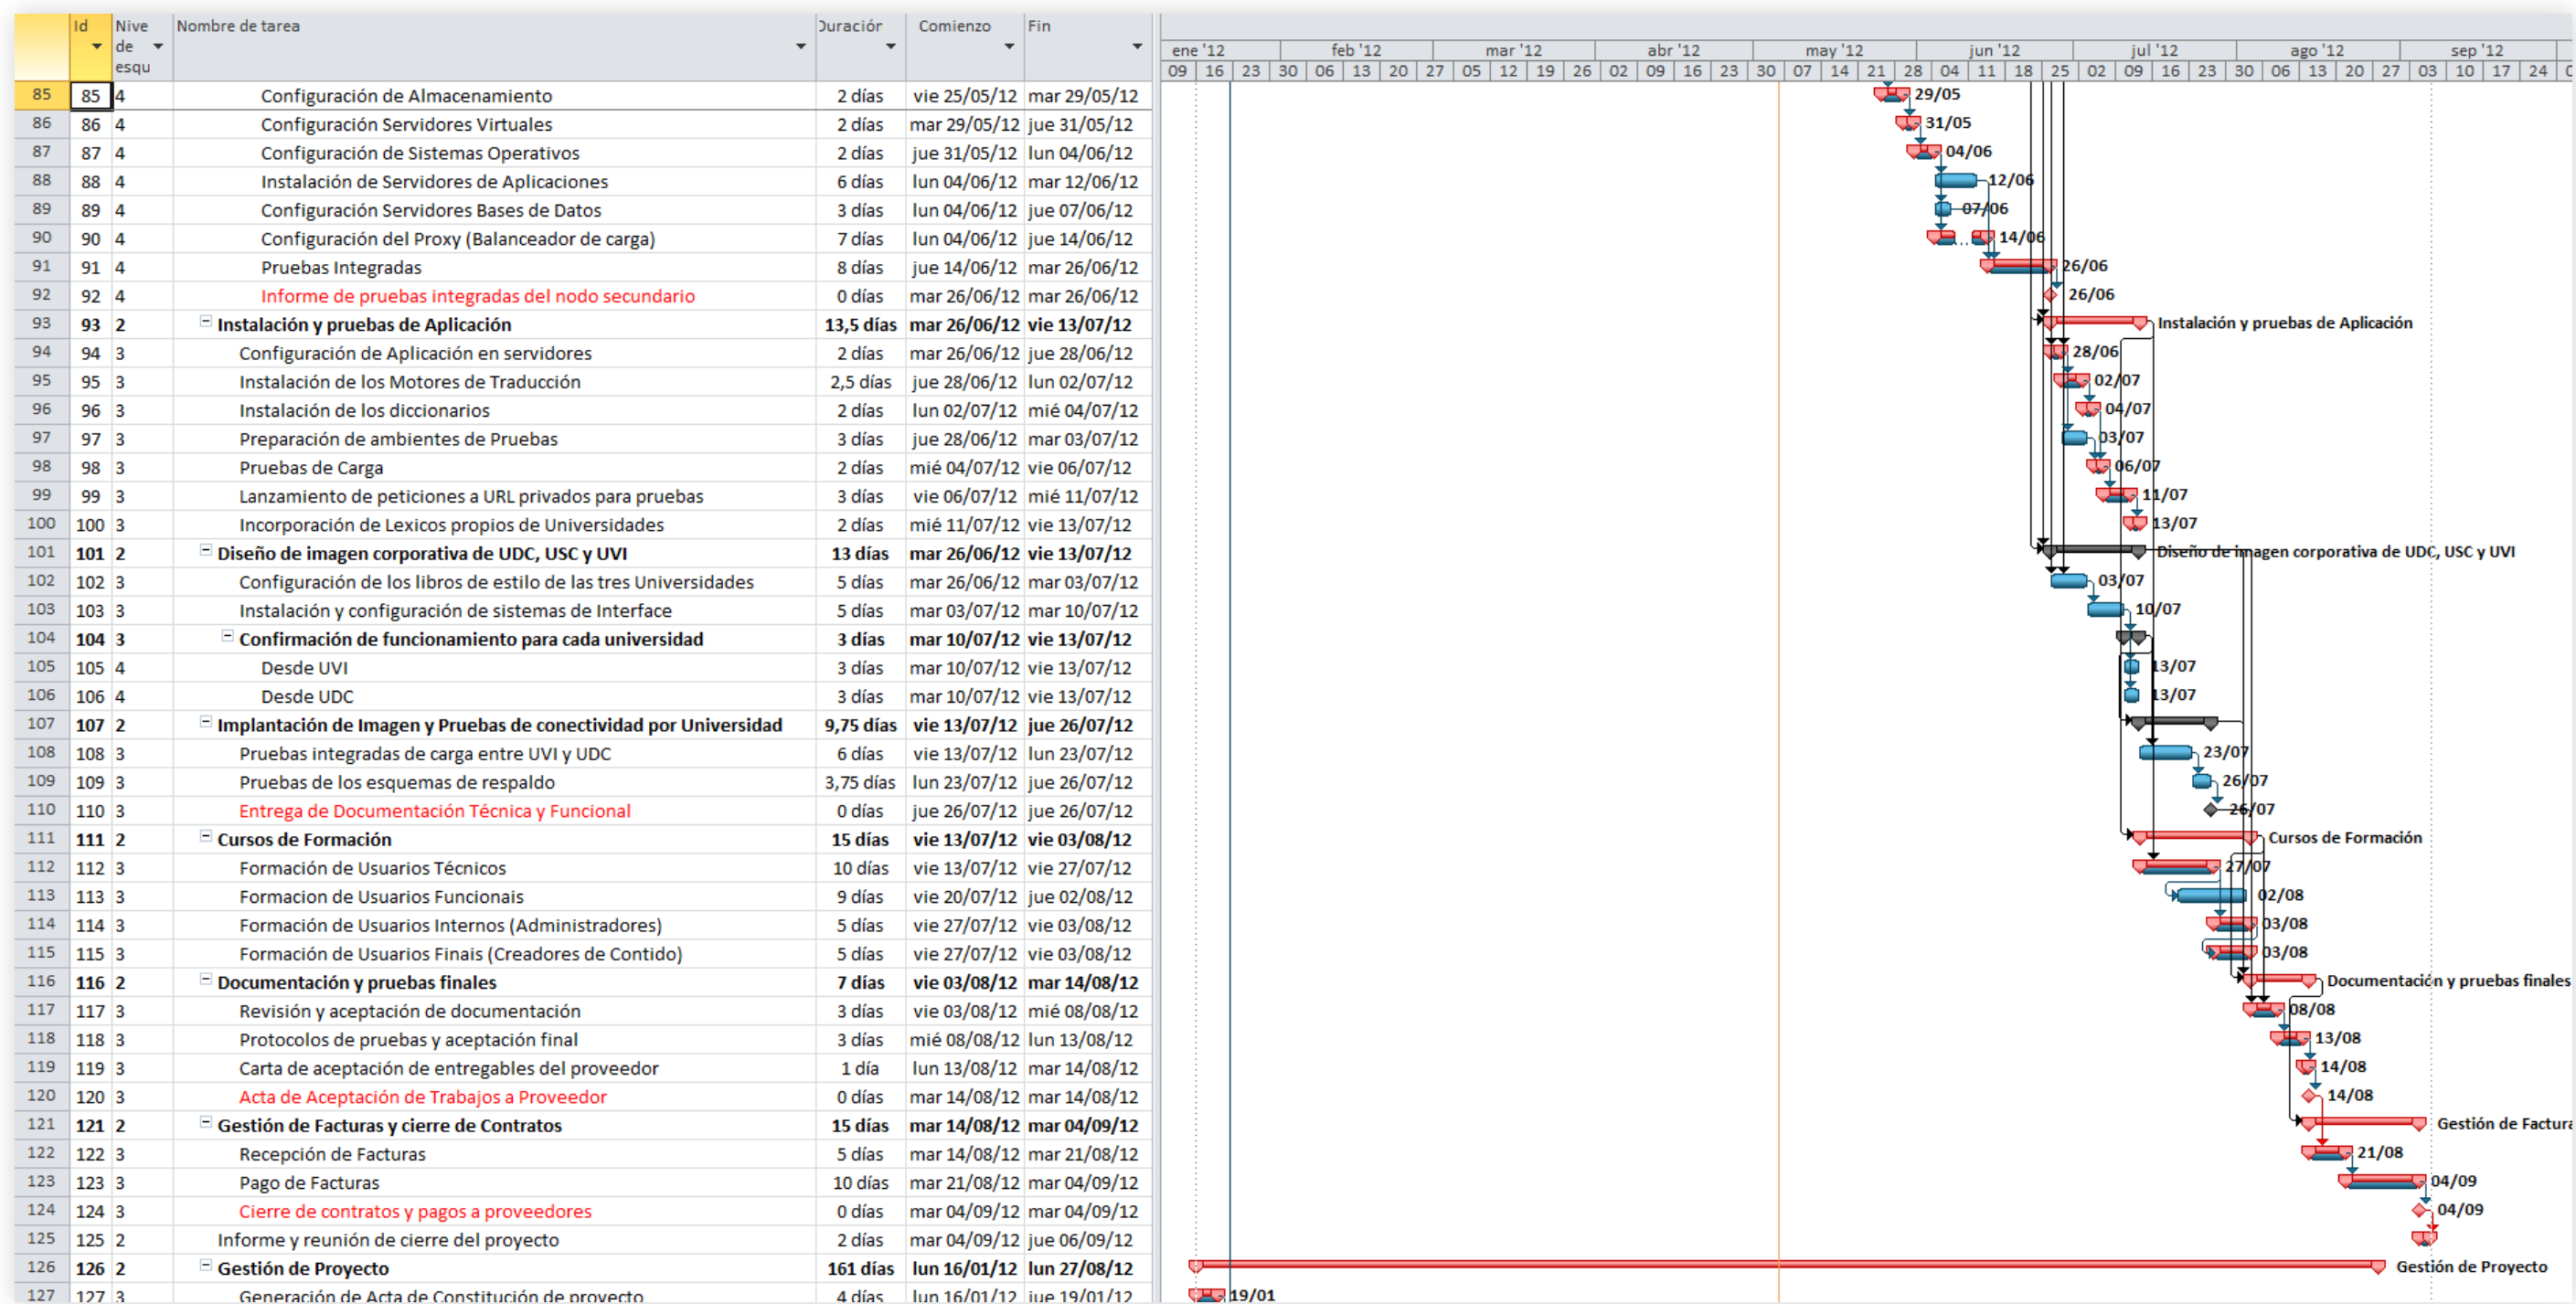 Id Nive de esqu Nombre de tarea Duración Comienzo Fin
ene '12 feb '12 mar '12 abr '12 may '12 jun '12 jul '12 ago '12 sep '12
09 16 23 30 06 13 20 27 05 12 19 26 02 09 16 23 30 07 14 21 28 04 11 18 25 02 09 16 23 30 06 13 20 27 03 10 17 24
85 85 4 Configuración de Almacenamiento 2 días vie 25/05/12 mar 29/05/12 29/05
86 86 4 Configuración Servidores Virtuales 2 días mar 29/05/12 jue 31/05/12 31/05
87 87 4 Configuración de Sistemas Operativos 2 días jue 31/05/12 lun 04/06/12 04/06
88 88 4 Instalación de Servidores de Aplicaciones 6 días lun 04/06/12 mar 12/06/12 12/06
89 89 4 Configuración Servidores Bases de Datos 3 días lun 04/06/12 jue 07/06/12 07/06
90 90 4 Configuración del Proxy (Balanceador de carga) 7 días lun 04/06/12 jue 14/06/12 14/06
91 91 4 Pruebas Integradas 8 días jue 14/06/12 mar 26/06/12 26/06
92 92 4 Informe de pruebas integradas del nodo secundario 0 días mar 26/06/12 mar 26/06/12 26/06
93 93 2 Instalación y pruebas de Aplicación 13,5 días mar 26/06/12 vie 13/07/12 Instalación y pruebas de Aplicación
94 94 3 Configuración de Aplicación en servidores 2 días mar 26/06/12 jue 28/06/12 28/06
95 95 3 Instalación de los Motores de Traducción 2,5 días jue 28/06/12 lun 02/07/12 02/07
96 96 3 Instalación de los diccionarios 2 días lun 02/07/12 mié 04/07/12 04/07
97 97 3 Preparación de ambientes de Pruebas 3 días jue 28/06/12 mar 03/07/12 03/07
98 98 3 Pruebas de Carga 2 días mié 04/07/12 vie 06/07/12 06/07
99 99 3 Lanzamiento de peticiones a URL privados para pruebas 3 días vie 06/07/12 mié 11/07/12 11/07
100 100 3 Incorporación de Lexicos propios de Universidades 2 días mié 11/07/12 vie 13/07/12 13/07
101 101 2 Diseño de imagen corporativa de UDC, USC y UVI 13 días mar 26/06/12 vie 13/07/12 Diseño de imagen corporativa de UDC, USC y UVI
102 102 3 Configuración de los libros de estilo de las tres Universidades 5 días mar 26/06/12 mar 03/07/12 03/07
103 103 3 Instalación y configuración de sistemas de Interface 5 días mar 03/07/12 mar 10/07/12 10/07
104 104 3 Confirmación de funcionamiento para cada universidad 3 días mar 10/07/12 vie 13/07/12
105 105 4 Desde UVI 3 días mar 10/07/12 vie 13/07/12 13/07
106 106 4 Desde UDC 3 días mar 10/07/12 vie 13/07/12 13/07
107 107 2 Implantación de Imagen y Pruebas de conectividad por Universidad 9,75 días vie 13/07/12 jue 26/07/12
108 108 3 Pruebas integradas de carga entre UVI y UDC 6 días vie 13/07/12 lun 23/07/12 23/07
109 109 3 Pruebas de los esquemas de respaldo 3,75 días lun 23/07/12 jue 26/07/12 26/07
110 110 3 Entrega de Documentación Técnica y Funcional 0 días jue 26/07/12 jue 26/07/12 26/07
111 111 2 Cursos de Formación 15 días vie 13/07/12 vie 03/08/12 Cursos de Formación
112 112 3 Formación de Usuarios Técnicos 10 días vie 13/07/12 vie 27/07/12 27/07
113 113 3 Formacion de Usuarios Funcionais 9 días vie 20/07/12 jue 02/08/12 02/08
114 114 3 Formación de Usuarios Internos (Administradores) 5 días vie 27/07/12 vie 03/08/12 03/08
115 115 3 Formación de Usuarios Finais (Creadores de Contido) 5 días vie 27/07/12 vie 03/08/12 03/08
116 116 2 Documentación y pruebas finales 7 días vie 03/08/12 mar 14/08/12 Documentación y pruebas finales
117 117 3 Revisión y aceptación de documentación 3 días vie 03/08/12 mié 08/08/12 08/08
118 118 3 Protocolos de pruebas y aceptación final 3 días mié 08/08/12 lun 13/08/12 13/08
119 119 3 Carta de aceptación de entregables del proveedor 1 día lun 13/08/12 mar 14/08/12 14/08
120 120 3 Acta de Aceptación de Trabajos a Proveedor 0 días mar 14/08/12 mar 14/08/12 14/08
121 121 2 Gestión de Facturas y cierre de Contratos 15 días mar 14/08/12 mar 04/09/12 Gestión de Factura
122 122 3 Recepción de Facturas 5 días mar 14/08/12 mar 21/08/12 21/08
123 123 3 Pago de Facturas 10 días mar 21/08/12 mar 04/09/12 04/09
124 124 3 Cierre de contratos y pagos a proveedores 0 días mar 04/09/12 mar 04/09/12 04/09
125 125 2 Informe y reunión de cierre del proyecto 2 días mar 04/09/12 jue 06/09/12
126 126 2 Gestión de Proyecto 161 días lun 16/01/12 lun 27/08/12 Gestión de Proyecto
127 127 3 Generación de Acta de Constitución de proyecto 4 días lun 16/01/12 jue 19/01/12 19/01